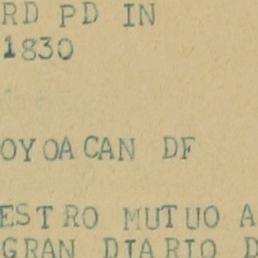 RD PD IN
1830
OYOACAN DF
ESTRO MUTUO A
GRAN DIARIO D